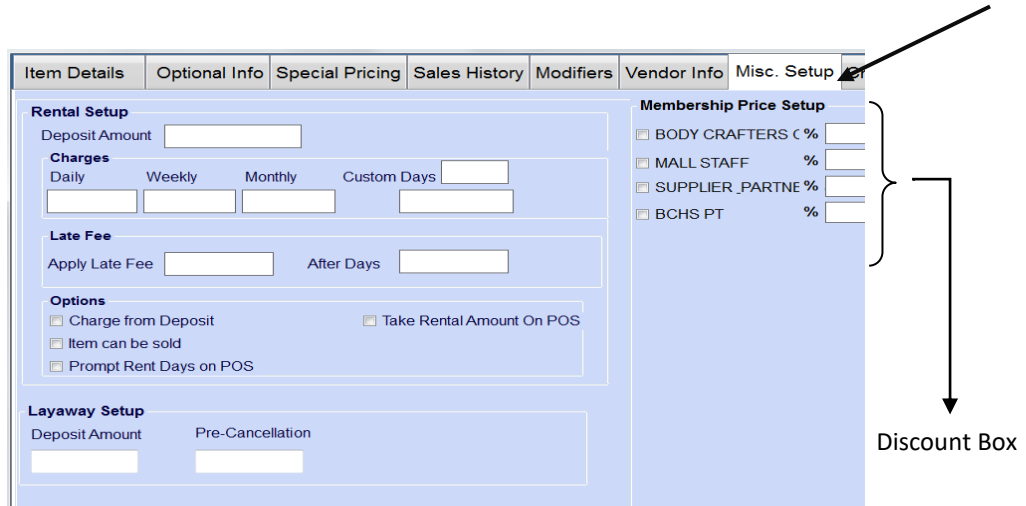 Item Details Optional Info Special Pricing Sales History Modifiers Vendor Info Misc. Setup
Rental Setup
Deposit Amount
Charges
Daily Weekly Monthly Custom Days
Late Fee
Apply Late Fee After Days
Options
Charge from Deposit Take Rental Amount On POS
Item can be sold
Prompt Rent Days on POS
Layaway Setup
Deposit Amount Pre-Cancellation
Membership Price Setup
BODY CRAFTERS %
MALL STAFF %
SUPPLIER_PARTNE %
BCHS PT %
Discount Box